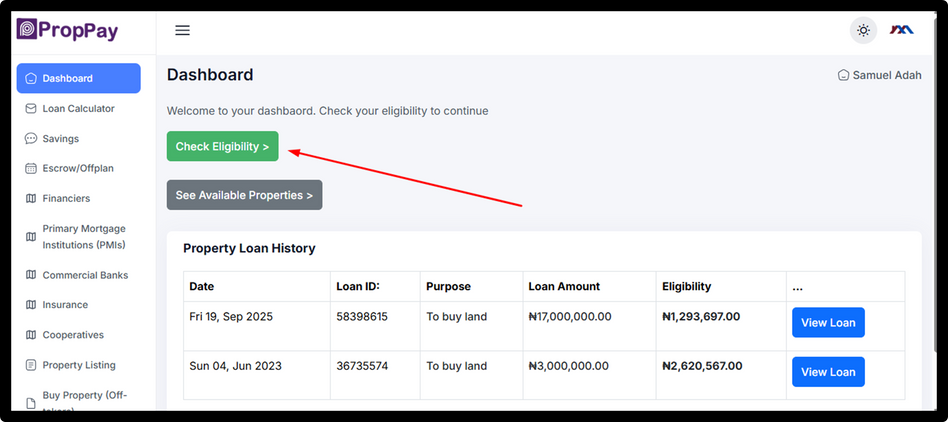 PropPay
Dashboard
Samuel Adah
Dashboard
Loan Calculator
Savings
Escrow/Offplan
Financiers
Primary Mortgage
Institutions (PMIs)
Commercial Banks
Insurance
Cooperatives
Property Listing
Buy Property (Off-
takers)
Welcome to your dashbaord. Check your eligibility to continue
Check Eligibility >
See Available Properties >
Property Loan History
Date Loan ID: Purpose Loan Amount Eligibility ...
Fri 19, Sep 2025 58398615 To buy land ₦17,000,000.00 ₦1,293,697.00 View Loan
Sun 04, Jun 2023 36735574 To buy land ₦3,000,000.00 ₦2,620,567.00 View Loan